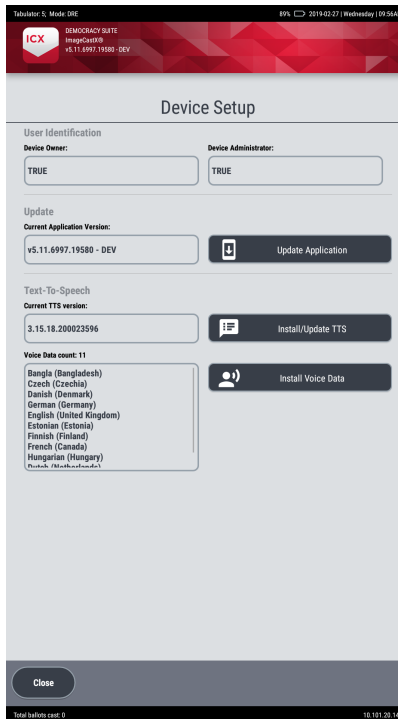 Tabulator: 5; Mode: DRE
89% 2019-02-27 | Wednesday | 09:56A
ICX
DEMOCRACY SUITE
ImageCastX®
v5.11.6997.19580 - DEV
Device Setup
User Identification
Device Owner:
Device Administrator:
TRUE
TRUE
Update
Current Application Version:
v5.11.6997.19580 - DEV
Update Application
Text-To-Speech
Current TTS version:
3.15.18.200023596
Install/Update TTS
Voice Data count: 11
Install Voice Data
Bangla (Bangladesh)
Czech (Czechia)
Danish (Denmark)
German (Germany)
English (United Kingdom)
Estonian (Estonia)
Finnish (Finland)
French (Canada)
Hungarian (Hungary)
Dutch (Netherlands)
Close
Total ballots cast: 0
10.101.20.14